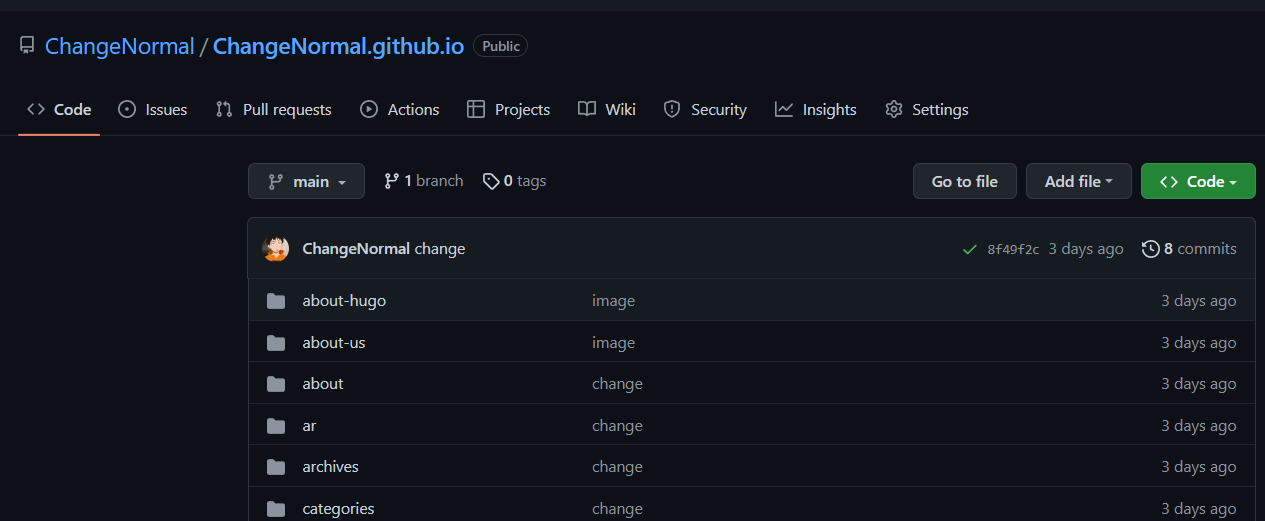 ChangeNormal / ChangeNormal.github.io Public
Code Issues Pull requests Actions Projects Wiki Security Insights Settings
main 1 branch 0 tags Go to file Add file Code
ChangeNormal change 8f49f2c 3 days ago 8 commits
about-hugo image 3 days ago
about-us image 3 days ago
about change 3 days ago
ar change 3 days ago
archives change 3 days ago
categories change 3 days ago